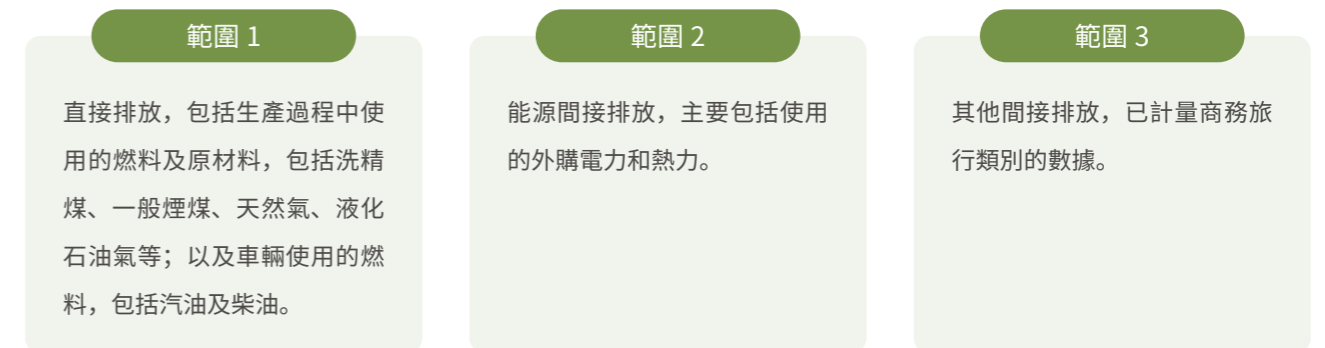 範圍 1
直接排放，包括生產過程中使
用的燃料及原材料，包括洗精
煤、一般煙煤、天然氣、液化
石油氣等；以及車輛使用的燃
料，包括汽油及柴油。
範圍 2
能源間接排放，主要包括使用
的外購電力和熱力。
範圍 3
其他間接排放，已計量商務旅
行類別的數據。